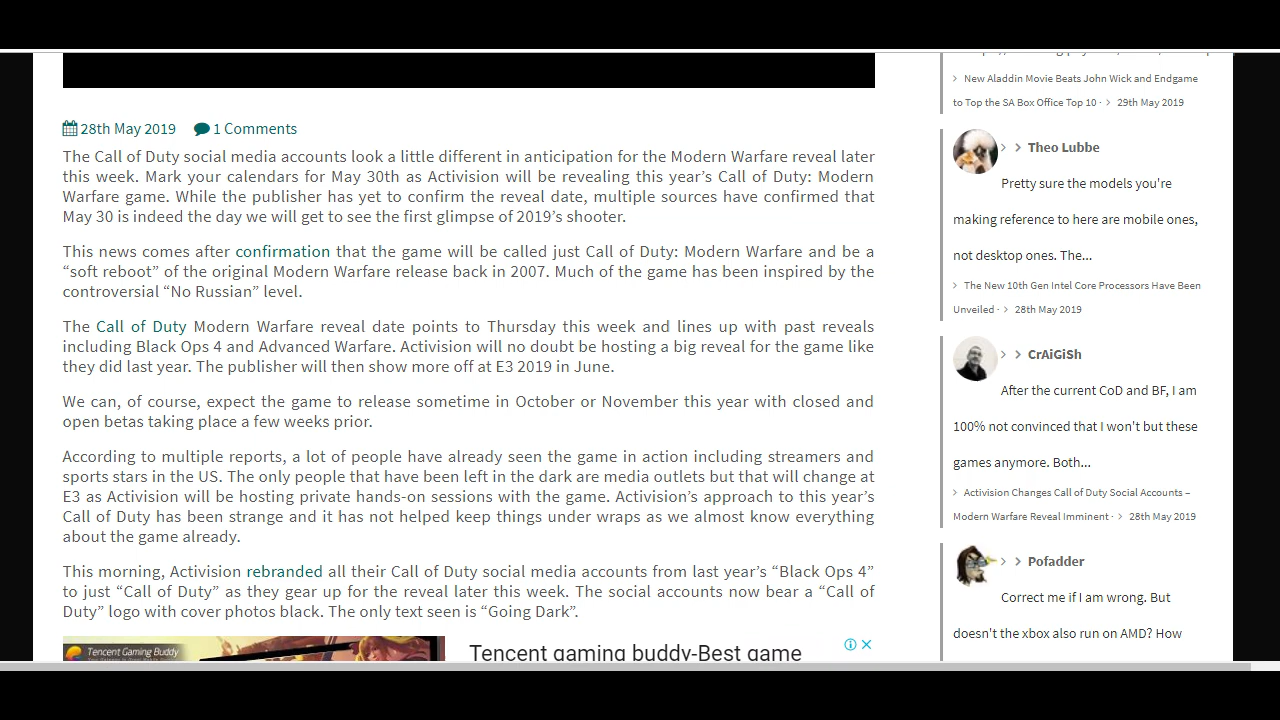 28th May 2019 1 Comments
The Call of Duty social media accounts look a little different in anticipation for the Modern Warfare reveal later
this week. Mark your calendars for May 30th as Activision will be revealing this year’s Call of Duty: Modern
Warfare game. While the publisher has yet to confirm the reveal date, multiple sources have confirmed that
May 30 is indeed the day we will get to see the first glimpse of 2019’s shooter.
This news comes after confirmation that the game will be called just Call of Duty: Modern Warfare and be a
“soft reboot” of the original Modern Warfare release back in 2007. Much of the game has been inspired by the
controversial “No Russian” level.
The Call of Duty Modern Warfare reveal date points to Thursday this week and lines up with past reveals
including Black Ops 4 and Advanced Warfare. Activision will no doubt be hosting a big reveal for the game like
they did last year. The publisher will then show more off at E3 2019 in June.
We can, of course, expect the game to release sometime in October or November this year with closed and
open betas taking place a few weeks prior.
According to multiple reports, a lot of people have already seen the game in action including streamers and
sports stars in the US. The only people that have been left in the dark are media outlets but that will change at
E3 as Activision will be hosting private hands-on sessions with the game. Activision’s approach to this year’s
Call of Duty has been strange and it has not helped keep things under wraps as we almost know everything
about the game already.
This morning, Activision rebranded all their Call of Duty social media accounts from last year’s “Black Ops 4”
to just “Call of Duty” as they gear up for the reveal later this week. The social accounts now bear a “Call of
Duty” logo with cover photos black. The only text seen is “Going Dark”.
Tencent Gaming Buddy
Tencent gaming buddy-Best game
> New Aladdin Movie Beats John Wick and Endgame
to Top the SA Box Office Top 10 · > 29th May 2019
> > Theo Lubbe
Pretty sure the models you're
making reference to here are mobile ones,
not desktop ones. The...
> The New 10th Gen Intel Core Processors Have Been
Unveiled · > 28th May 2019
> > CrAiGiSh
After the current CoD and BF, I am
100% not convinced that I won't but these
games anymore. Both...
> Activision Changes Call of Duty Social Accounts –
Modern Warfare Reveal Imminent · > 28th May 2019
> > Pofadder
Correct me if I am wrong. But
doesn't the xbox also run on AMD? How